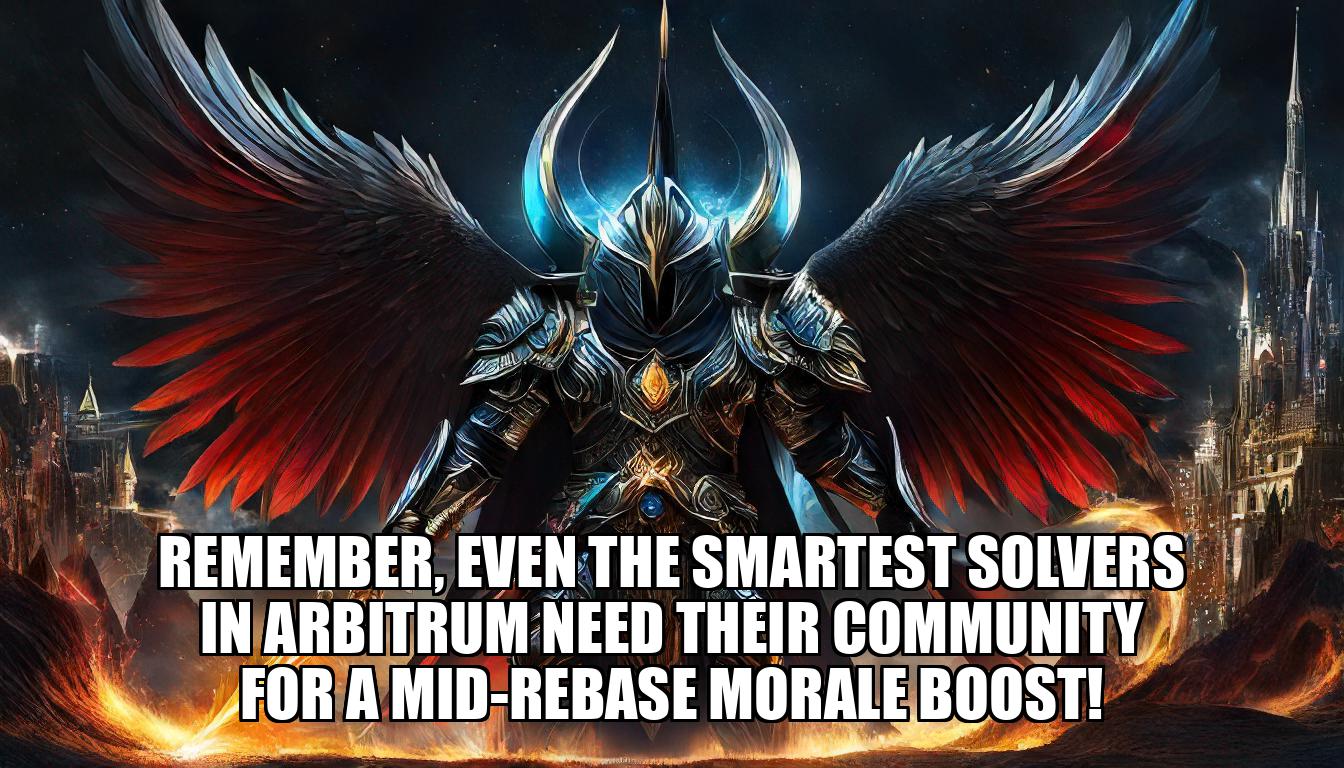 REMEMBER, EVEN THE SMARTEST SOLVERS
IN ARBITRUM NEED THEIR COMMUNITY
FOR A MID-REBASE MORALE BOOST!